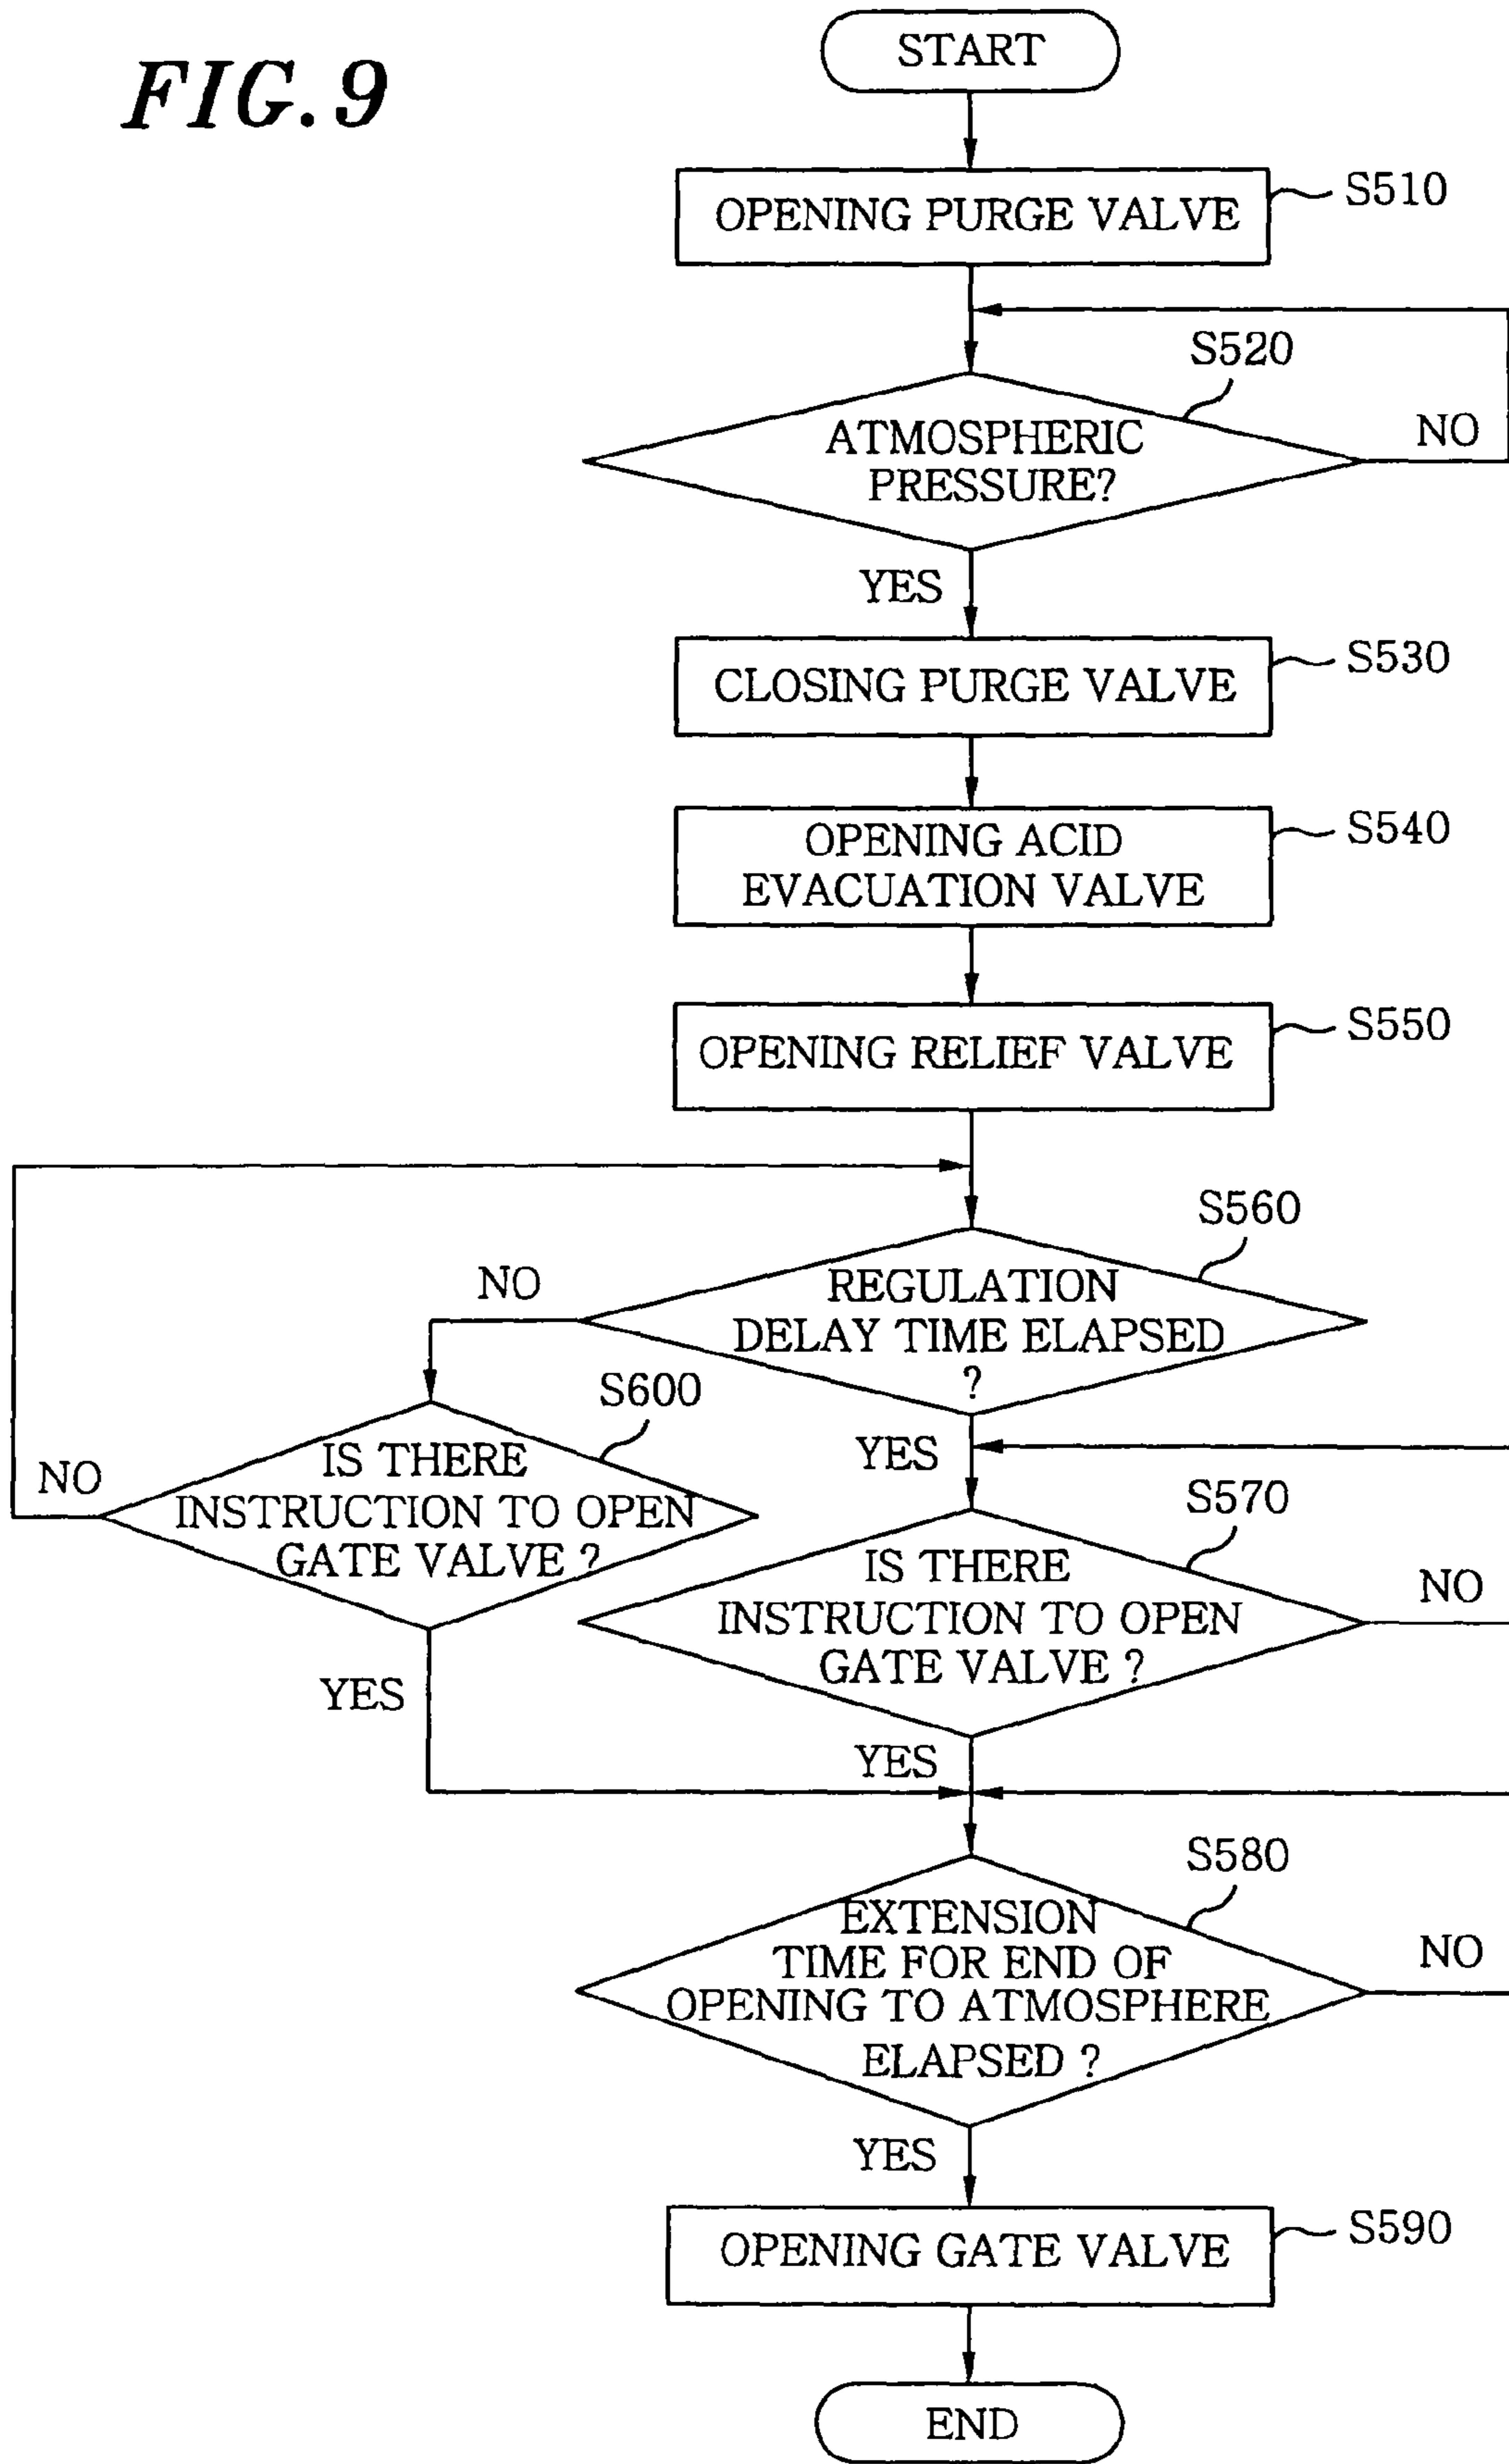 FIG. 9
START
OPENING PURGE VALVE
S510
S520
ATMOSPHERIC
PRESSURE?
NO
YES
CLOSING PURGE VALVE
S530
OPENING ACID
EVACUATION VALVE
S540
OPENING RELIEF VALVE
S550
S560
REGULATION
DELAY TIME ELAPSED
?
NO
YES
S600
IS THERE
INSTRUCTION TO OPEN
GATE VALVE ?
NO
YES
S570
IS THERE
INSTRUCTION TO OPEN
GATE VALVE ?
NO
YES
S580
EXTENSION
TIME FOR END OF
OPENING TO ATMOSPHERE
ELAPSED ?
NO
YES
OPENING GATE VALVE
S590
END